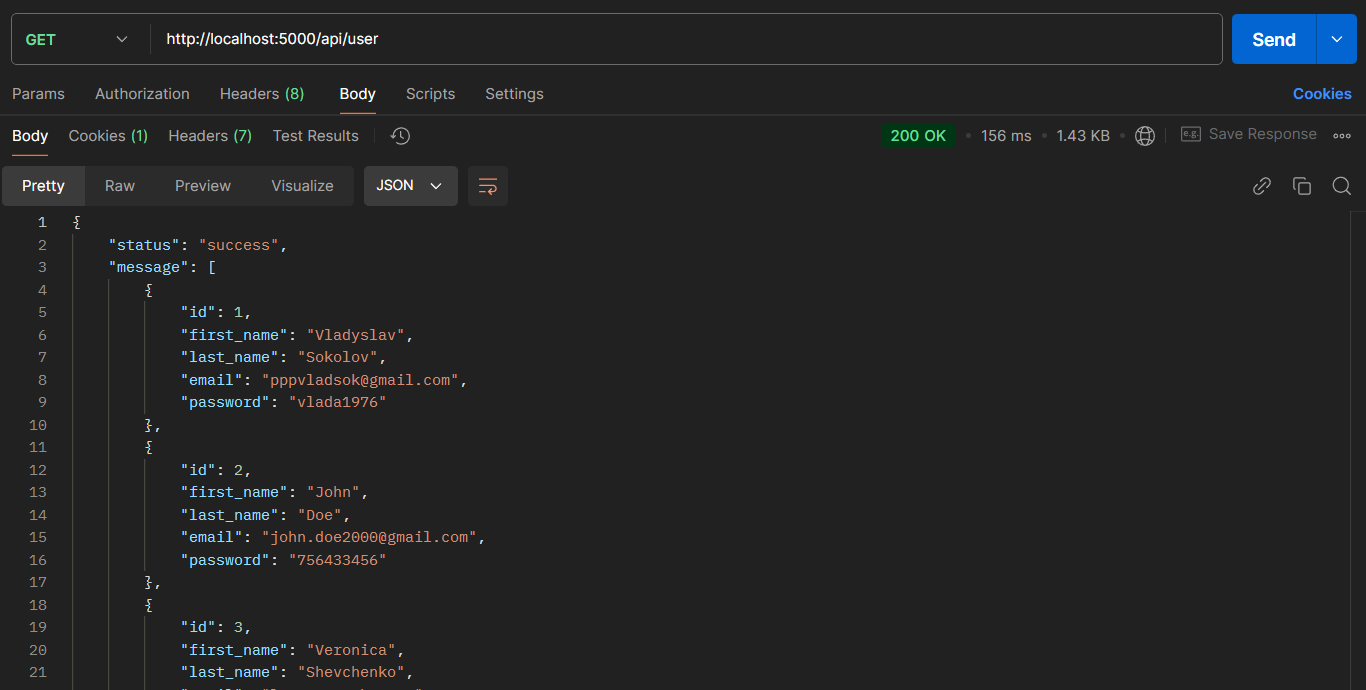 GET http://localhost:5000/api/user Send
Params Authorization Headers (8) Body Scripts Settings Cookies
Body Cookies (1) Headers (7) Test Results 200 OK • 156 ms • 1.43 KB • e.g. Save Response
Pretty Raw Preview Visualize JSON
1 {
2 "status": "success",
3 "message": [
4 {
5 "id": 1,
6 "first_name": "Vladyslav",
7 "last_name": "Sokolov",
8 "email": "pppvladsok@gmail.com",
9 "password": "vlada1976"
10 },
11 {
12 "id": 2,
13 "first_name": "John",
14 "last_name": "Doe",
15 "email": "john.doe2000@gmail.com",
16 "password": "756433456"
17 },
18 {
19 "id": 3,
20 "first_name": "Veronica",
21 "last_name": "Shevchenko",